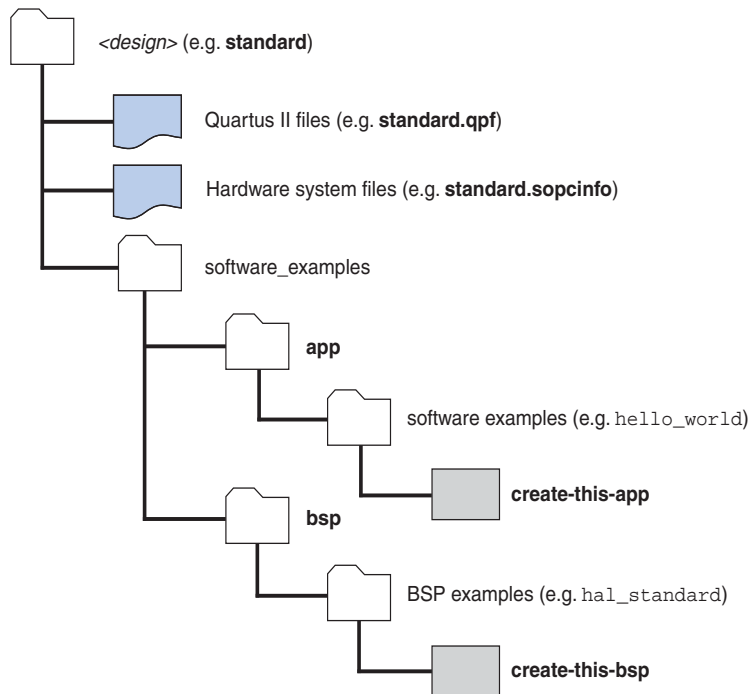 <design> (e.g. standard)
Quartus II files (e.g. standard.qpf)
Hardware system files (e.g. standard.sopcinfo)
software_examples
app
software examples (e.g. hello_world)
create-this-app
bsp
BSP examples (e.g. hal_standard)
create-this-bsp